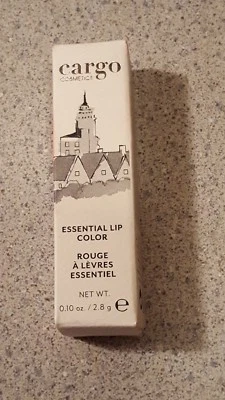 cargo
COSMETICS
ESSENTIAL LIP
COLOR
ROUGE
À LÈVRES
ESSENTIEL
NET WT.
0.10 oz. / 2.8 g ℮